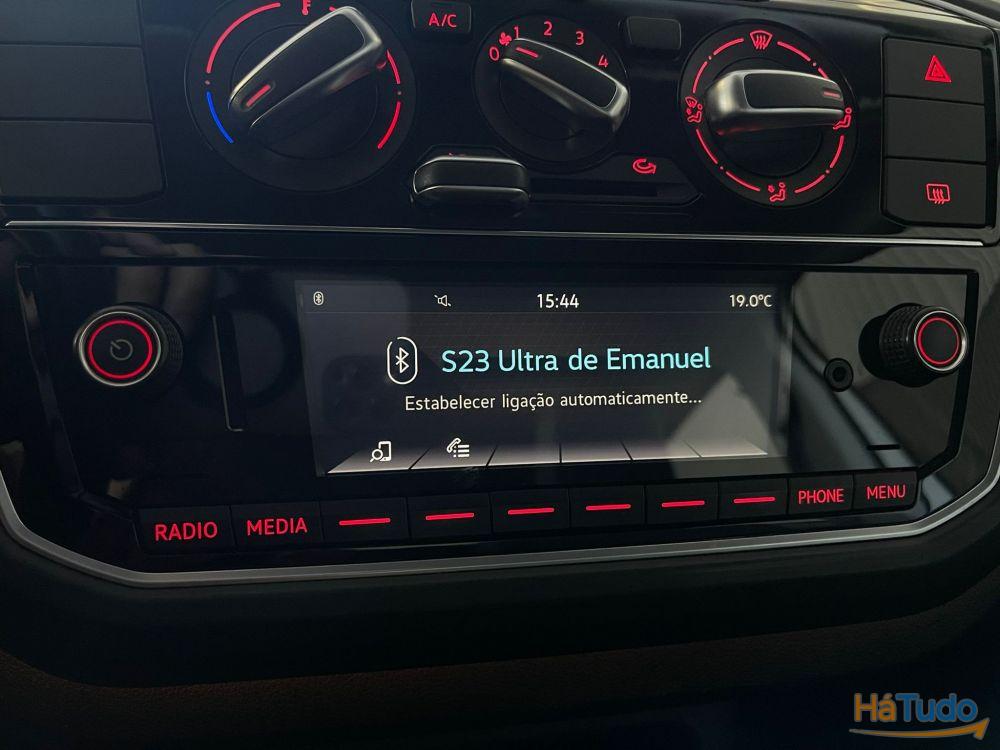 A/C
0 1 2 3 4
15:44 19.0°C
S23 Ultra de Emanuel
Estabelecer ligação automaticamente...
RADIO MEDIA PHONE MENU
HáTudo